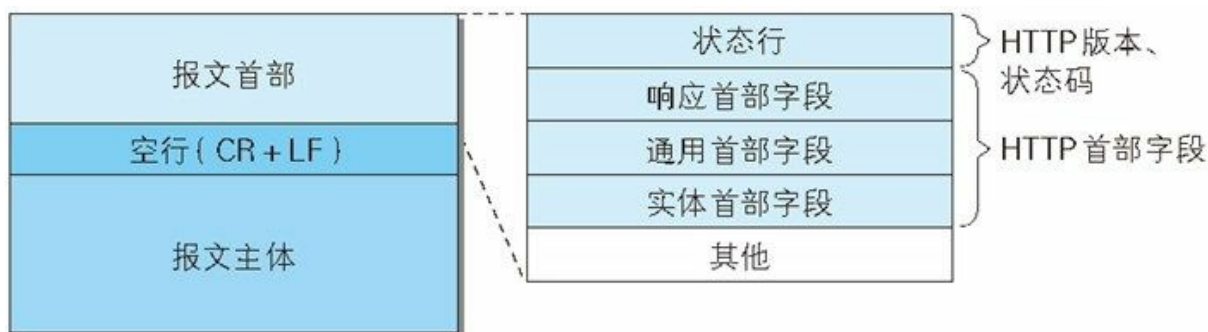 报文首部
空行(CR+LF)
报文主体
状态行
响应首部字段
通用首部字段
实体首部字段
其他
HTTP版本、
状态码
HTTP首部字段